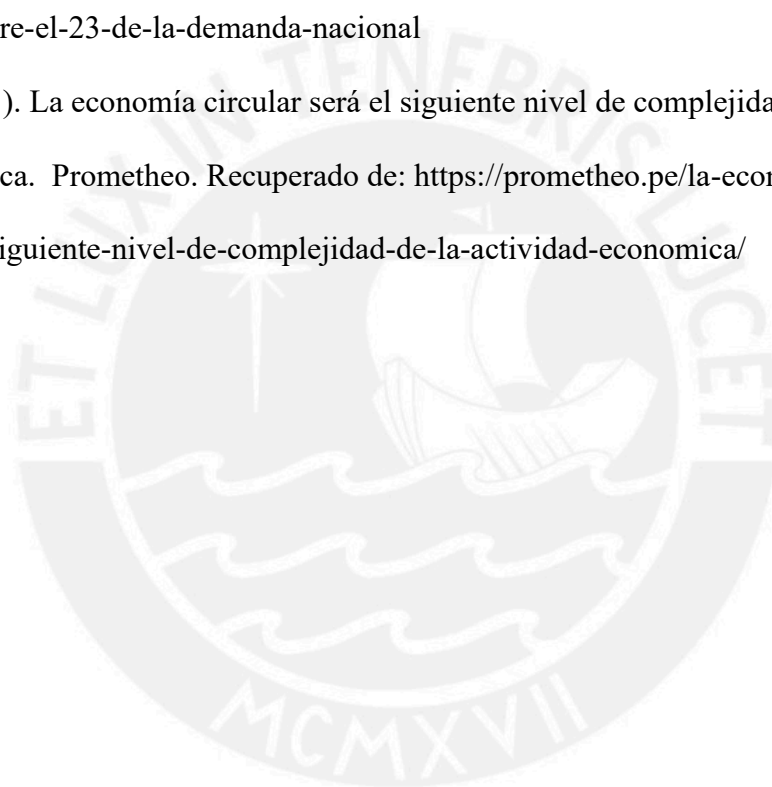 re-el-23-de-la-demanda-nacional
). La economía circular será el siguiente nivel de complejida
ca. Prometheo. Recuperado de: https://prometheo.pe/la-econ
iguiente-nivel-de-complejidad-de-la-actividad-economica/
ET LUX IN TENEBRIS LUCET
MCMXVII